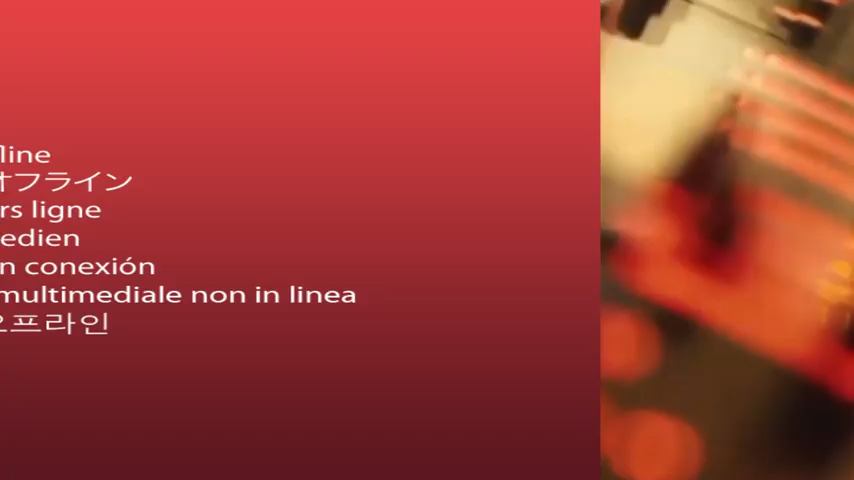 line
オフライン
rs ligne
edien
n conexión
multimediale non in linea
오프라인